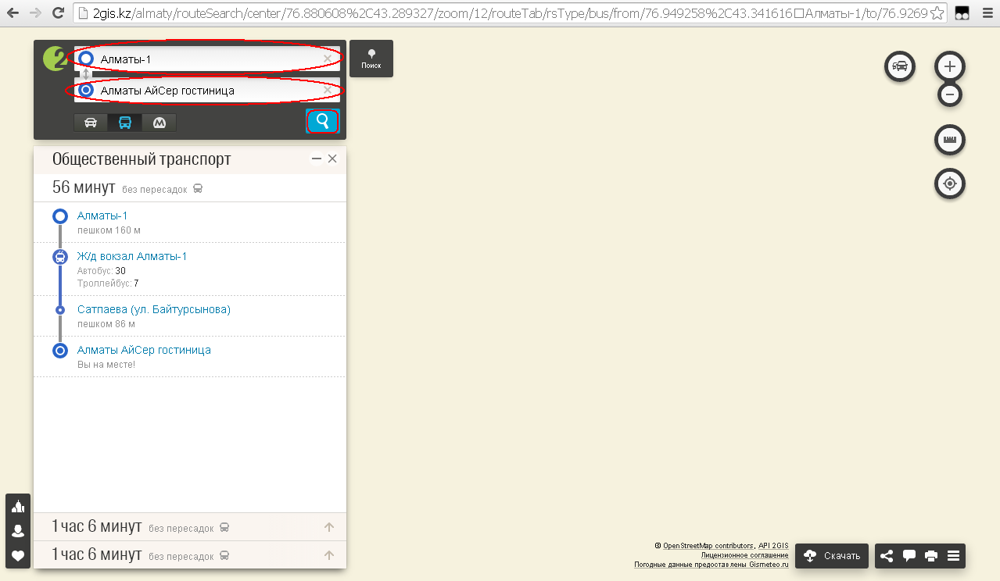 2gis.kz/almaty/routeSearch/center/76.880608%2C43.289327/zoom/12/routeTab/rsType/bus/from/76.949258%2C43.341616□Алматы-1/to/76.9269
2
Алматы-1
Поиск
Алматы АйСер гостиница
М
Общественный транспорт
56 минут без пересадок
Алматы-1
пешком 160 м
Ж/д вокзал Алматы-1
Автобус: 30
Троллейбус: 7
Сатпаева (ул. Байтурсынова)
пешком 86 м
Алматы АйСер гостиница
Вы на месте!
1 час 6 минут без пересадок
1 час 6 минут без пересадок
© OpenStreetMap contributors, API 2GIS
Лицензионное соглашение
Погодные данные предоставлены Gismeteo.ru
Скачать